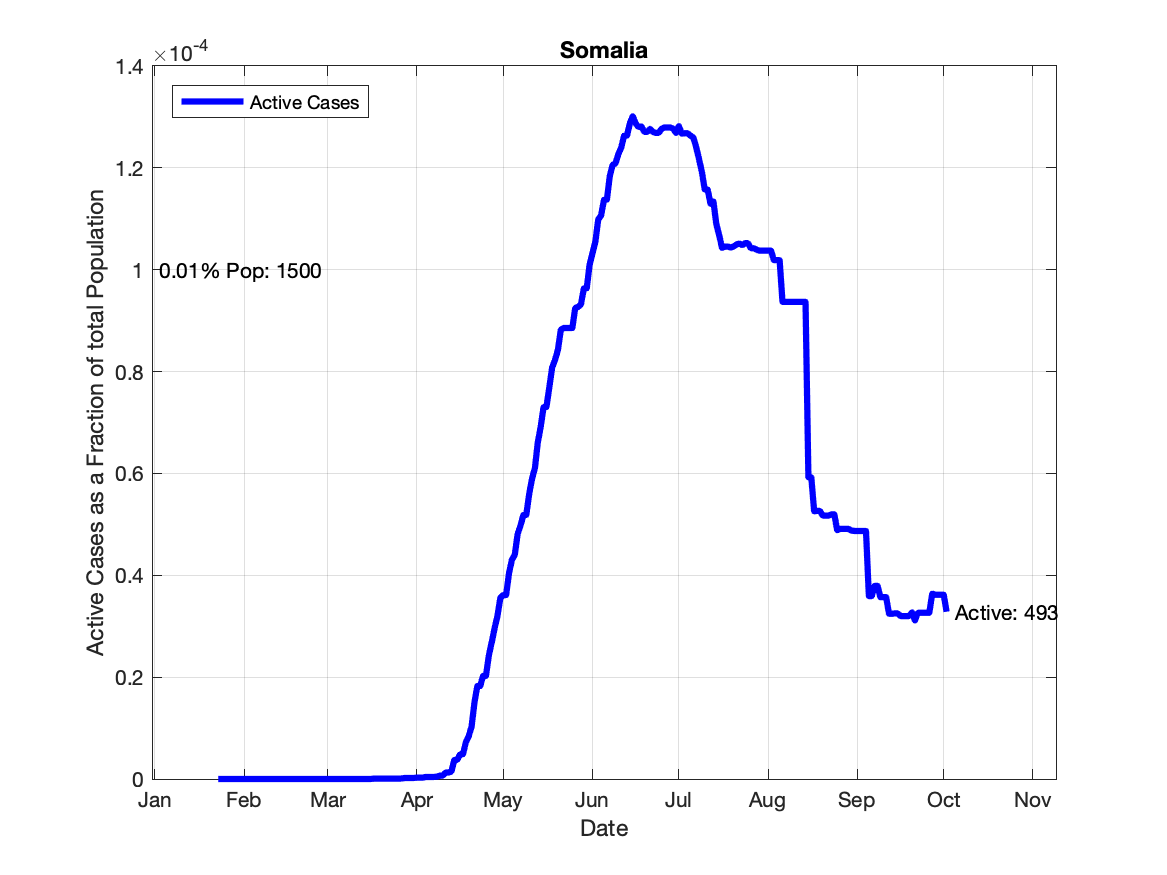 Somalia
×10-4
Active Cases
1.4
1.2
1
0.8
0.6
0.4
0.2
0
0.01% Pop: 1500
Active: 493
Active Cases as a Fraction of total Population
Jan Feb Mar Apr May Jun Jul Aug Sep Oct Nov
Date